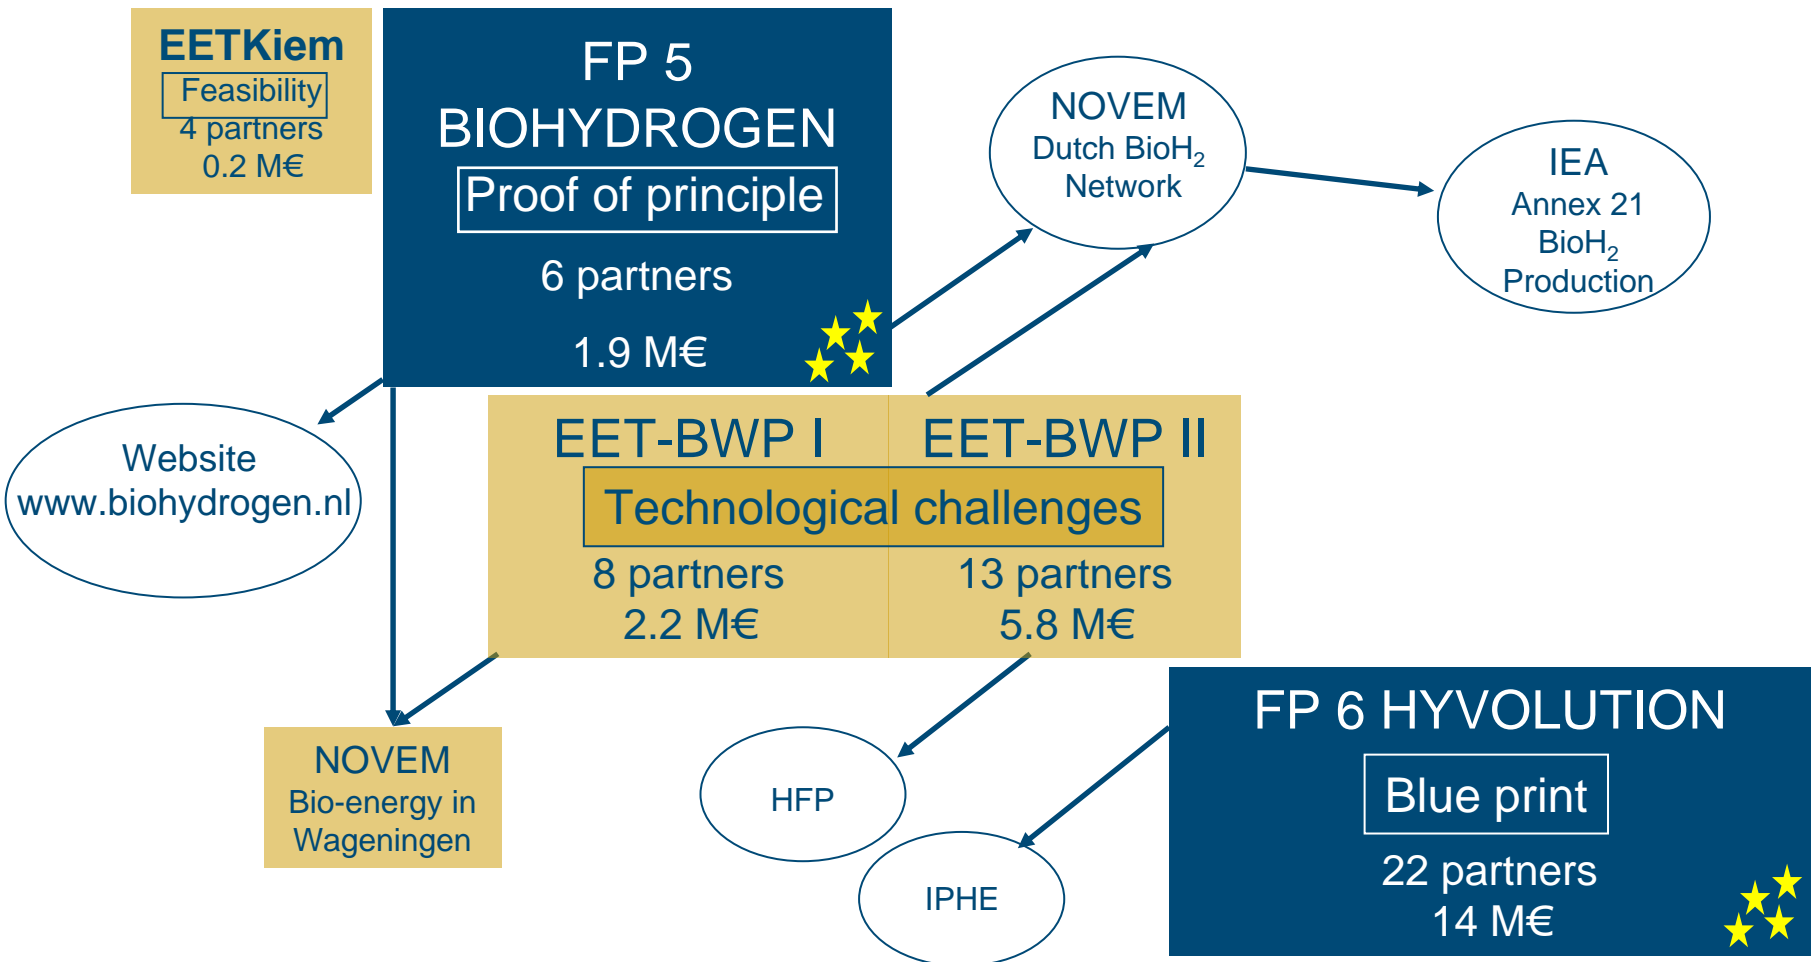 EETKiem
Feasibility
4 partners
0.2 M€
FP 5
BIOHYDROGEN
Proof of principle
6 partners
1.9 M€
NOVEM
Dutch BioH₂
Network
IEA
Annex 21
BioH₂
Production
Website
www.biohydrogen.nl
EET-BWP I
EET-BWP II
Technological challenges
8 partners
2.2 M€
13 partners
5.8 M€
NOVEM
Bio-energy in
Wageningen
HFP
IPHE
FP 6 HYVOLUTION
Blue print
22 partners
14 M€